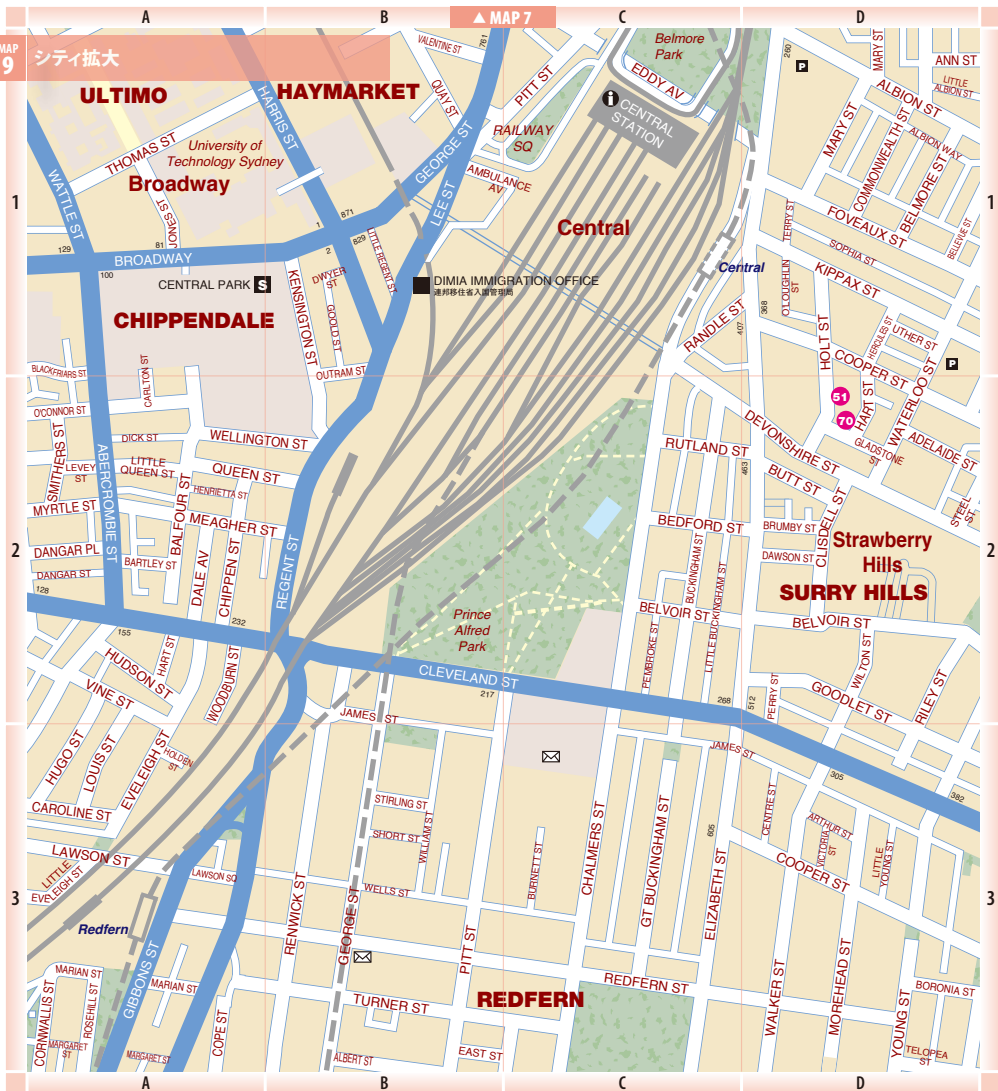 A
B
▲ MAP 7
C
D
MAP
9
シティ拡大
ULTIMO
HAYMARKET
VALENTINE ST
761
QUAY ST
PITT ST
Belmore
Park
EDDY AV
i
CENTRAL
STATION
260
P
MARY ST
ANN ST
LITTLE
ALBION ST
ALBION ST
HARRIS ST
RAILWAY
SQ
MARY ST
COMMONWEALTH ST
ALBION WAY
BELMORE ST
THOMAS ST
University of
Technology Sydney
GEORGE ST
AMBULANCE
AV
Broadway
WATTLE ST
JONES ST
LEE ST
1
1
871
1
2
829
129
81
BROADWAY
100
Central
TERRY ST
FOVEAUX ST
BELLEVUE ST
SOPHIA ST
LITTLE REGENT ST
Central
KIPPAX ST
CENTRAL PARK S
KENSINGTON ST
DWYER
ST
GOOLD ST
DIMIA IMMIGRATION OFFICE
連邦移住省入国管理局
368
O'LOUGHLIN
ST
CHIPPENDALE
RANDLE ST
407
HOLT ST
HERCULES ST
UTHER ST
COOPER ST
WATERLOO ST
P
BLACKFRIARS ST
CARLTON ST
OUTRAM ST
O'CONNOR ST
51
70
HART ST
DICK ST
WELLINGTON ST
RUTLAND ST
DEVONSHIRE ST
GLADSTONE
ST
ADELAIDE ST
SMITHERS ST
LEVEY
ST
ABERCROMBIE ST
LITTLE
QUEEN ST
QUEEN ST
HENRIETTA ST
463
BUTT ST
STEEL
ST
MYRTLE ST
BALFOUR ST
MEAGHER ST
BEDFORD ST
BRUMBY ST
CLISDELL ST
Strawberry
Hills
2
2
DANGAR PL
BARTLEY ST
DAWSON ST
DANGAR ST
DALE AV
CHIPPEN ST
REGENT ST
BUCKINGHAM ST
LITTLE BUCKINGHAM ST
SURRY HILLS
128
BELVOIR ST
BELVOIR ST
155
232
Prince
Alfred
Park
PEMBROKE ST
HART ST
HUDSON ST
WOODBURN ST
CLEVELAND ST
217
268
512
PERRY ST
WILTON ST
GOODLET ST
RILEY ST
VINE ST
JAMES ST
JAMES ST
HUGO ST
LOUIS ST
EVELEIGH ST
HOLDEN
ST
305
382
CAROLINE ST
STIRLING ST
SHORT ST
WILLIAM ST
BURNETT ST
CHALMERS ST
GT BUCKINGHAM ST
605
ELIZABETH ST
CENTRE ST
ARTHUR ST
VICTORIA
ST
COOPER ST
LITTLE
YOUNG ST
LAWSON ST
LITTLE
EVELEIGH ST
LAWSON SQ
WELLS ST
3
3
Redfern
RENWICK ST
GEORGE ST
PITT ST
GIBBONS ST
MARIAN ST
MARIAN ST
REDFERN ST
WALKER ST
MOREHEAD ST
YOUNG ST
BORONIA ST
CORNWALLIS ST
ROSEHILL ST
COPE ST
TURNER ST
REDFERN
MARGARET
ST
MARGARET ST
ALBERT ST
EAST ST
TELOPEA
ST
A
B
C
D